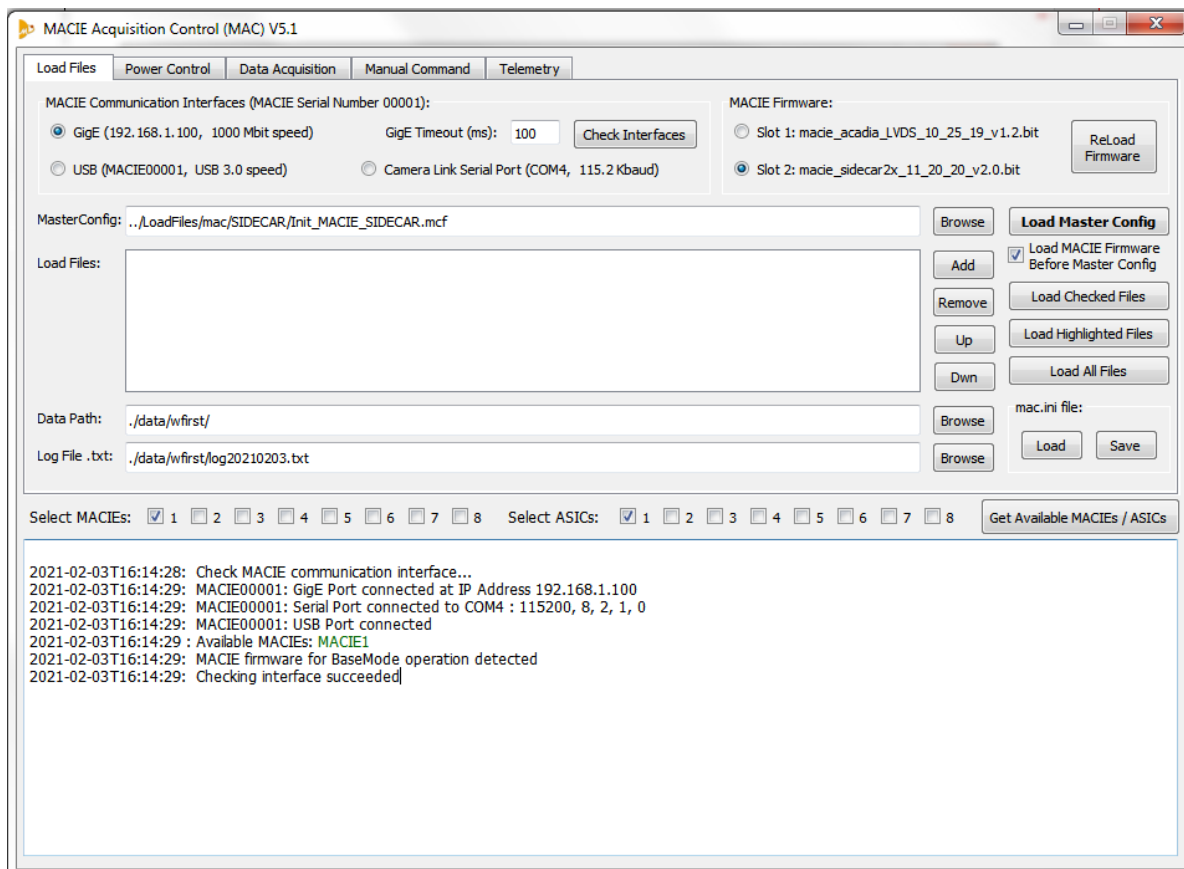 MACIE Acquisition Control (MAC) V5.1
Load Files Power Control Data Acquisition Manual Command Telemetry
MACIE Communication Interfaces (MACIE Serial Number 00001):
GigE (192.168.1.100, 1000 Mbit speed) GigE Timeout (ms): 100 Check Interfaces
USB (MACIE00001, USB 3.0 speed) Camera Link Serial Port (COM4, 115.2 Kbaud)
MACIE Firmware:
Slot 1: macie_acadia_LVDS_10_25_19_v1.2.bit
Slot 2: macie_sidecar2x_11_20_20_v2.0.bit
ReLoad
Firmware
MasterConfig: ../LoadFiles/mac/SIDECAR/Init_MACIE_SIDECAR.mcf Browse Load Master Config
Load MACIE Firmware
Before Master Config
Load Files: Add
Remove Load Checked Files
Up Load Highlighted Files
Dwn Load All Files
Data Path: ./data/wfirst/ Browse
Log File .txt: ./data/wfirst/log20210203.txt Browse
mac.ini file:
Load Save
Select MACIEs: 1 2 3 4 5 6 7 8 Select ASICs: 1 2 3 4 5 6 7 8 Get Available MACIEs / ASICs
2021-02-03T16:14:28: Check MACIE communication interface...
2021-02-03T16:14:29: MACIE00001: GigE Port connected at IP Address 192.168.1.100
2021-02-03T16:14:29: MACIE00001: Serial Port connected to COM4 : 115200, 8, 2, 1, 0
2021-02-03T16:14:29: MACIE00001: USB Port connected
2021-02-03T16:14:29 : Available MACIEs: MACIE1
2021-02-03T16:14:29: MACIE firmware for BaseMode operation detected
2021-02-03T16:14:29: Checking interface succeeded